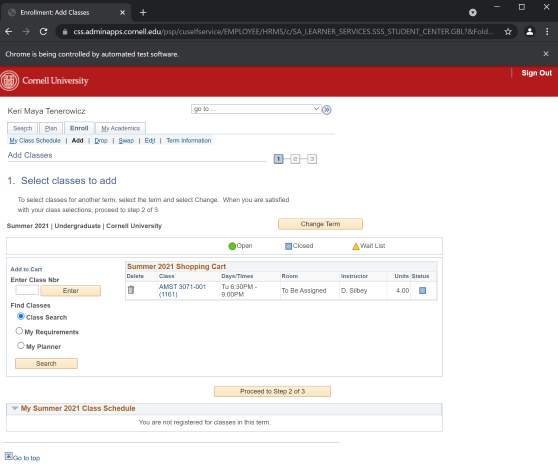 Enrollment: Add Classes
css.adminapps.cornell.edu/psp/cuselfservice/EMPLOYEE/HRMS/c/SA_LEARNER_SERVICES.SSS_STUDENT_CENTER.GBL?&Fold...
Chrome is being controlled by automated test software.
Cornell University
Sign Out
Keri Maya Tenerowicz
go to ...
Search Plan Enroll My Academics
My Class Schedule | Add | Drop | Swap | Edit | Term Information
Add Classes
1 2 3
1. Select classes to add
To select classes for another term, select the term and select Change. When you are satisfied
with your class selections, proceed to step 2 of 3.
Summer 2021 | Undergraduate | Cornell University
Change Term
Open Closed Wait List
Add to Cart
Enter Class Nbr
Enter
Find Classes
Class Search
My Requirements
My Planner
Search
Summer 2021 Shopping Cart
Delete Class Days/Times Room Instructor Units Status
AMST 3071-001 Tu 6:30PM - To Be Assigned D. Silbey 4.00
(1161) 9:00PM
Proceed to Step 2 of 3
My Summer 2021 Class Schedule
You are not registered for classes in this term.
Go to top